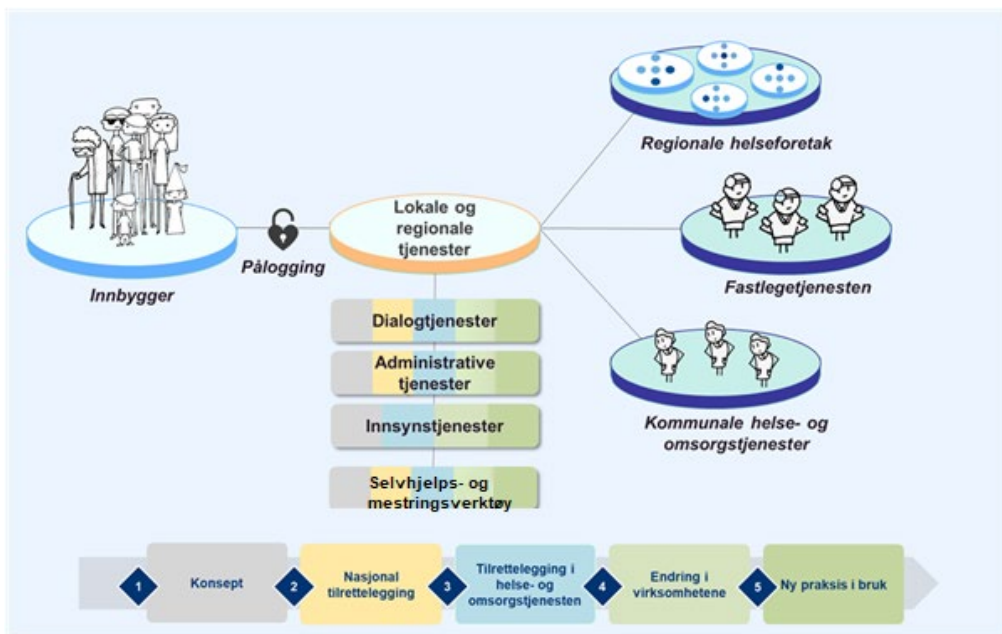 Innbygger
Pålogging
Lokale og
regionale
tjenester
Dialogtjenester
Administrative
tjenester
Innsynstjenester
Selvhjelps- og
mestringsverktøy
Regionale helseforetak
Fastlegetjenesten
Kommunale helse- og
omsorgstjenester
1
Konsept
2
Nasjonal
tilrettelegging
3
Tilrettelegging i
helse- og
omsorgstjenesten
4
Endring i
virksomhetene
5
Ny praksis i bruk